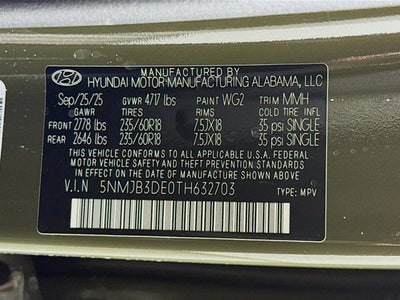 MANUFACTURED BY
HYUNDAI MOTOR MANUFACTURING ALABAMA, LLC
Sep/25/25 GVWR 4717 lbs PAINT WG2 TRIM MMH
GAWR TIRES RIMS COLD TIRE INFL
FRONT 2778 lbs 235/60R18 7.5JX18 35 psi SINGLE
REAR 2646 lbs 235/60R18 7.5JX18 35 psi SINGLE
THIS VEHICLE CONFORMS TO ALL APPLICABLE U.S. FEDERAL
MOTOR VEHICLE SAFETY AND THEFT PREVENTION STANDARDS
IN EFFECT ON THE DATE OF MANUFACTURE SHOWN ABOVE.
V.I.N 5NMJB3DE0TH632703 TYPE: MPV